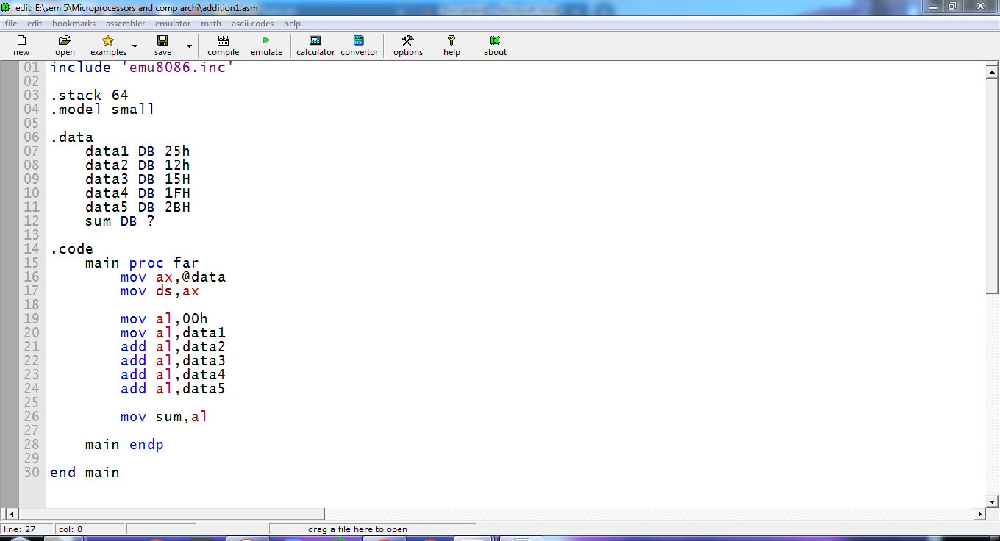 edit: E:\sem 5\Microprocessors and comp archi\addition1.asm
file edit bookmarks assembler emulator math ascii codes help
new open examples save compile emulate calculator convertor options help about
01 include 'emu8086.inc'
02
03 .stack 64
04 .model small
05
06 .data
07 data1 DB 25h
08 data2 DB 12h
09 data3 DB 15H
10 data4 DB 1FH
11 data5 DB 2BH
12 sum DB ?
13
14 .code
15 main proc far
16 mov ax,@data
17 mov ds,ax
18
19 mov al,00h
20 mov al,data1
21 add al,data2
22 add al,data3
23 add al,data4
24 add al,data5
25
26 mov sum,al
27
28 main endp
29
30 end main
line: 27 col: 8 drag a file here to open